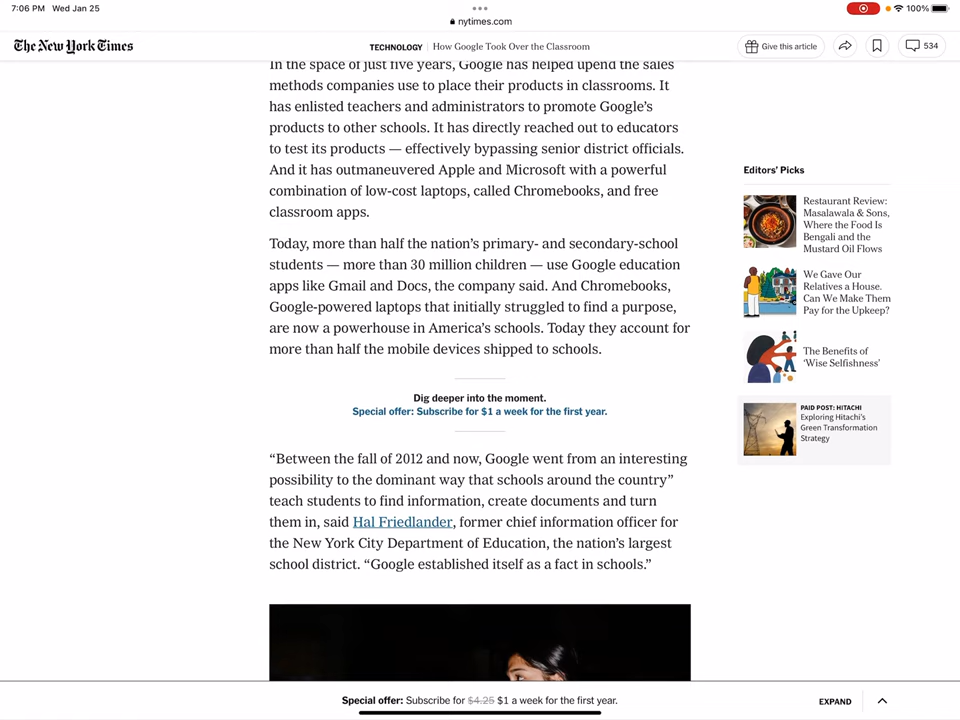 7:06 PM Wed Jan 25
100%
nytimes.com
The New York Times
TECHNOLOGY | How Google Took Over the Classroom
Give this article
534
In the space of just five years, Google has helped upend the sales
methods companies use to place their products in classrooms. It
has enlisted teachers and administrators to promote Google’s
products to other schools. It has directly reached out to educators
to test its products — effectively bypassing senior district officials.
And it has outmaneuvered Apple and Microsoft with a powerful
combination of low-cost laptops, called Chromebooks, and free
classroom apps.
Today, more than half the nation’s primary- and secondary-school
students — more than 30 million children — use Google education
apps like Gmail and Docs, the company said. And Chromebooks,
Google-powered laptops that initially struggled to find a purpose,
are now a powerhouse in America’s schools. Today they account for
more than half the mobile devices shipped to schools.
Dig deeper into the moment.
Special offer: Subscribe for $1 a week for the first year.
“Between the fall of 2012 and now, Google went from an interesting
possibility to the dominant way that schools around the country”
teach students to find information, create documents and turn
them in, said Hal Friedlander, former chief information officer for
the New York City Department of Education, the nation’s largest
school district. “Google established itself as a fact in schools.”
Editors’ Picks
Restaurant Review:
Masalawala & Sons,
Where the Food Is
Bengali and the
Mustard Oil Flows
We Gave Our
Relatives a House.
Can We Make Them
Pay for the Upkeep?
The Benefits of
‘Wise Selfishness’
PAID POST: HITACHI
Exploring Hitachi’s
Green Transformation
Strategy
Special offer: Subscribe for $4.25 $1 a week for the first year.
EXPAND